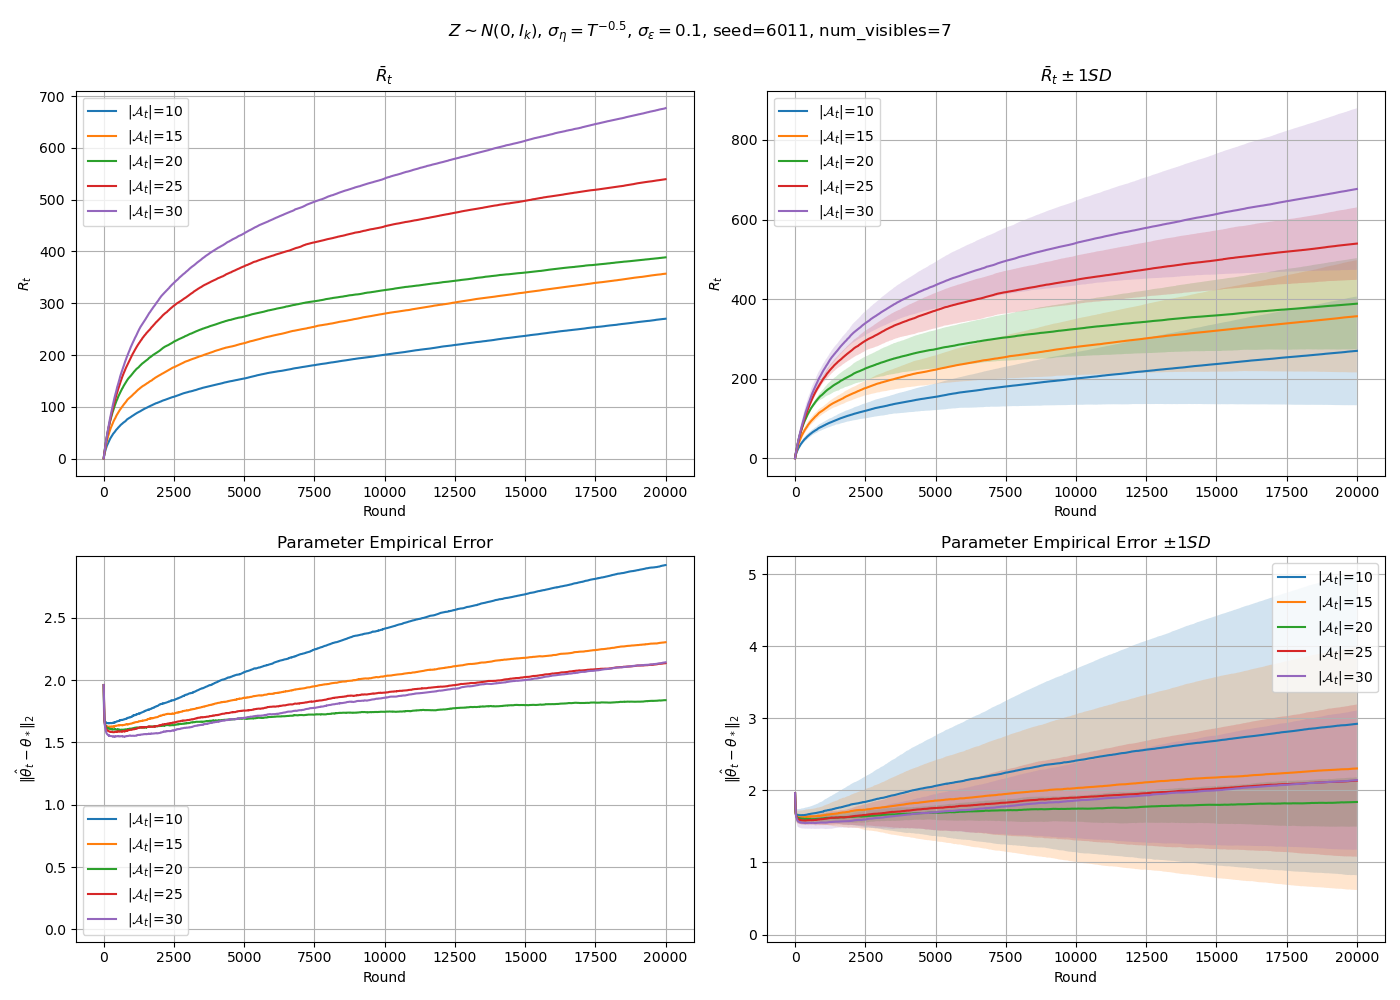 Z ∼ N(0, I_k), σ_η = T^{−0.5}, σ_ε = 0.1, seed=6011, num_visibles=7
R̄_t
700
600
500
400
300
200
100
0
R_t
|𝒜_t|=10
|𝒜_t|=15
|𝒜_t|=20
|𝒜_t|=25
|𝒜_t|=30
0 2500 5000 7500 10000 12500 15000 17500 20000
Round
R̄_t ± 1SD
800
600
400
200
0
R_t
|𝒜_t|=10
|𝒜_t|=15
|𝒜_t|=20
|𝒜_t|=25
|𝒜_t|=30
0 2500 5000 7500 10000 12500 15000 17500 20000
Round
Parameter Empirical Error
2.5
2.0
1.5
1.0
0.5
0.0
‖θ̂_t − θ_*‖_2
|𝒜_t|=10
|𝒜_t|=15
|𝒜_t|=20
|𝒜_t|=25
|𝒜_t|=30
0 2500 5000 7500 10000 12500 15000 17500 20000
Round
Parameter Empirical Error ±1SD
5
4
3
2
1
0
‖θ̂_t − θ_*‖_2
|𝒜_t|=10
|𝒜_t|=15
|𝒜_t|=20
|𝒜_t|=25
|𝒜_t|=30
0 2500 5000 7500 10000 12500 15000 17500 20000
Round